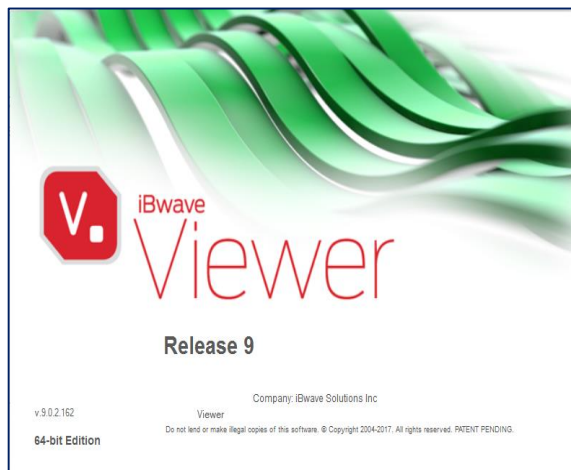 V.
iBwave
Viewer
Release 9
Company: iBwave Solutions Inc
v.9.0.2.162
Viewer
Do not lend or make illegal copies of this software. © Copyright 2004-2017. All rights reserved. PATENT PENDING.
64-bit Edition